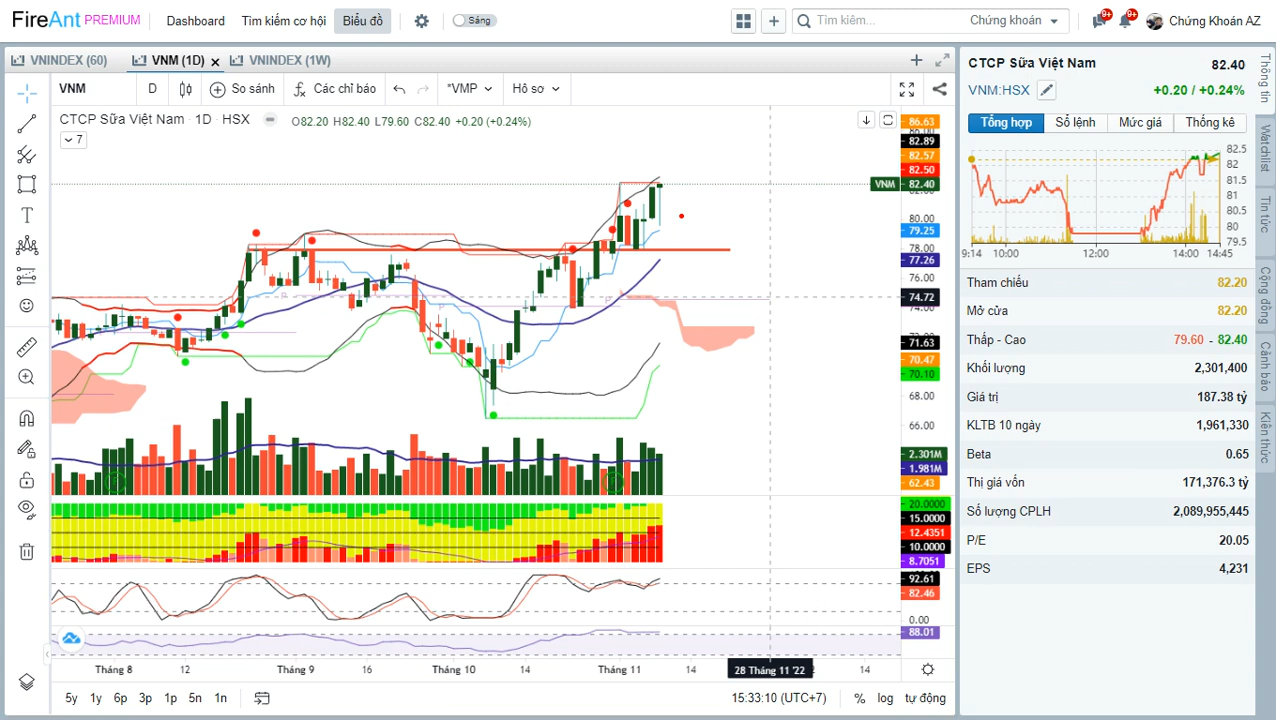 FireAnt PREMIUM Dashboard Tìm kiếm cơ hội Biểu đồ Sáng Tìm kiếm... Chứng khoán 9+ 9+ Chứng Khoán AZ
VNINDEX (60) VNM (1D) VNINDEX (1W)
VNM D So sánh Các chỉ báo *VMP Hồ sơ
CTCP Sữa Việt Nam · 1D · HSX O82.20 H82.40 L79.60 C82.40 +0.20 (+0.24%)
7
86.63
82.89
82.57
82.50
VNM 82.40
80.00
79.25
78.00
77.26
76.00
74.72
74.00
71.63
70.47
70.10
68.00
66.00
2.301M
1.981M
62.43
20.0000
15.0000
12.4351
10.0000
8.7051
92.61
82.46
0.00
88.01
Tháng 8 12 Tháng 9 16 Tháng 10 14 Tháng 11 14 28 Tháng 11 '22 14
5y 1y 6p 3p 1p 5n 1n 15:33:10 (UTC+7) % log tự động
CTCP Sữa Việt Nam 82.40
VNM:HSX +0.20 / +0.24%
Tổng hợp Sổ lệnh Mức giá Thống kê
82.5
82
81.5
81
80.5
80
79.5
9:14 10:00 12:00 14:00 14:45
Tham chiếu 82.20
Mở cửa 82.20
Thấp - Cao 79.60 - 82.40
Khối lượng 2,301,400
Giá trị 187.38 tỷ
KLTB 10 ngày 1,961,330
Beta 0.65
Thị giá vốn 171,376.3 tỷ
Số lượng CPLH 2,089,955,445
P/E 20.05
EPS 4,231
Thông tin
Watchlist
Tin tức
Cộng đồng
Cảnh báo
Kiến thức